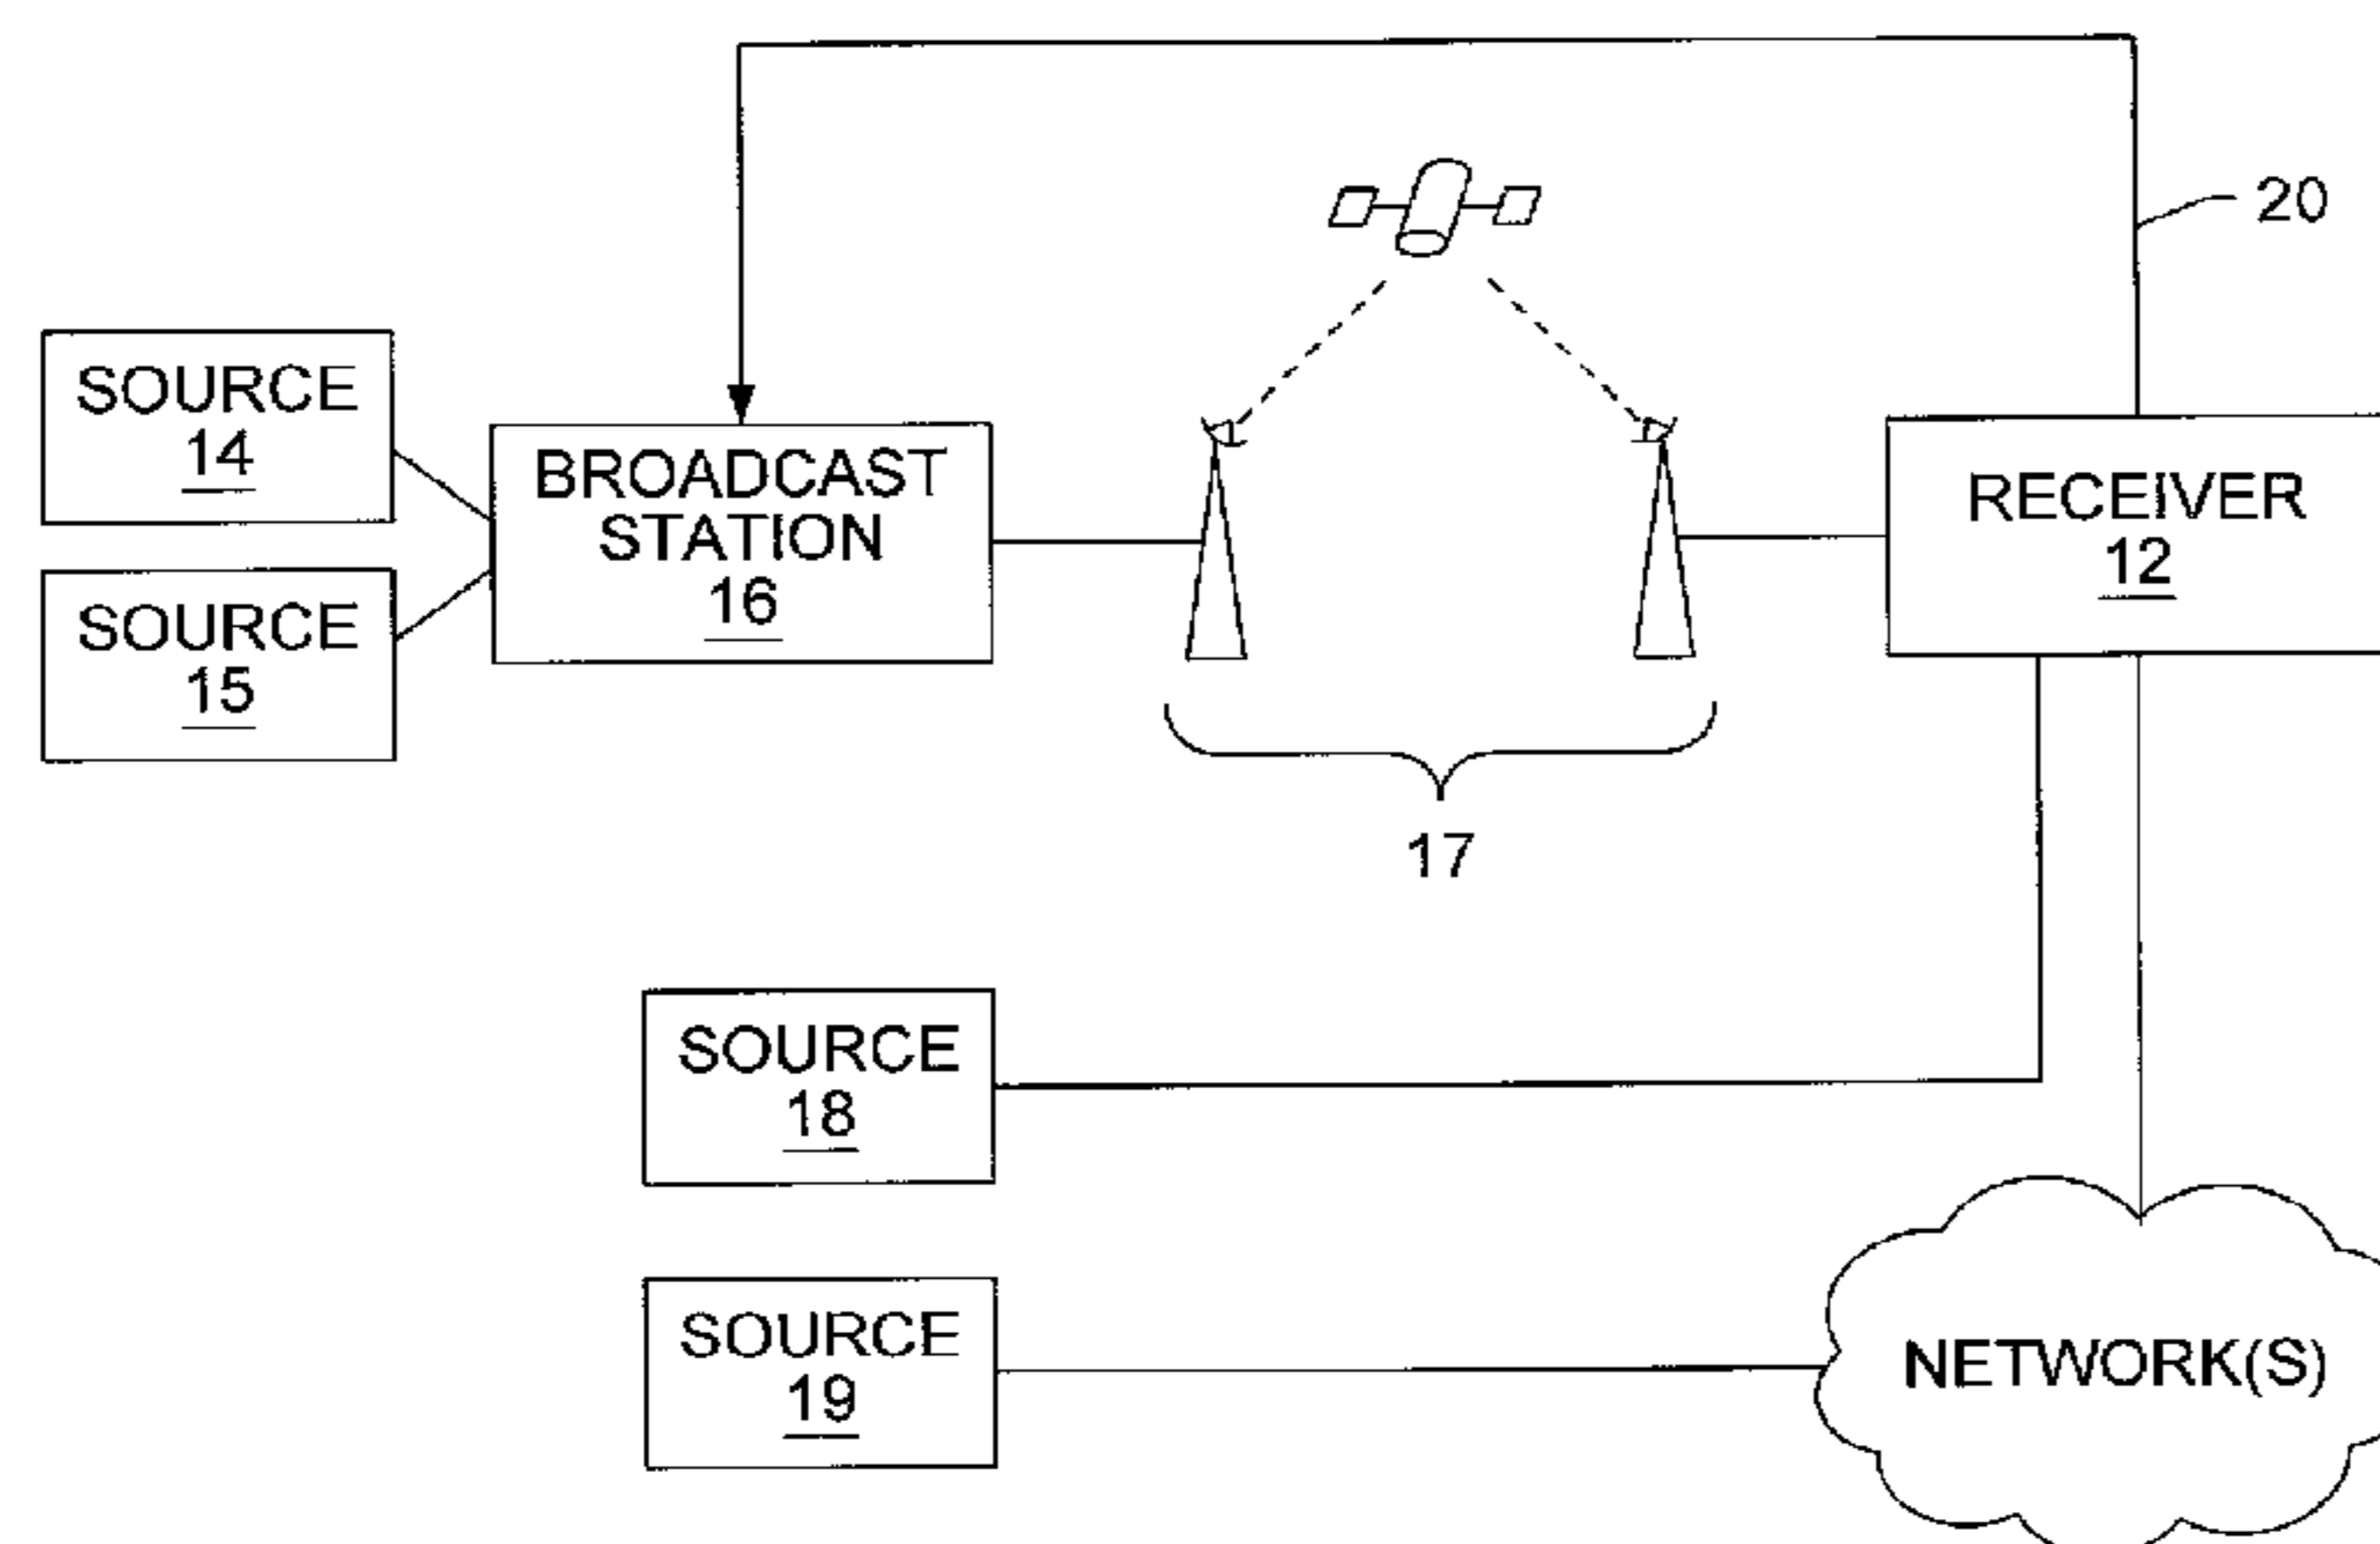 20
SOURCE
14
BROADCAST
STATION
16
RECEIVER
12
SOURCE
15
17
SOURCE
18
SOURCE
19
NETWORK(S)